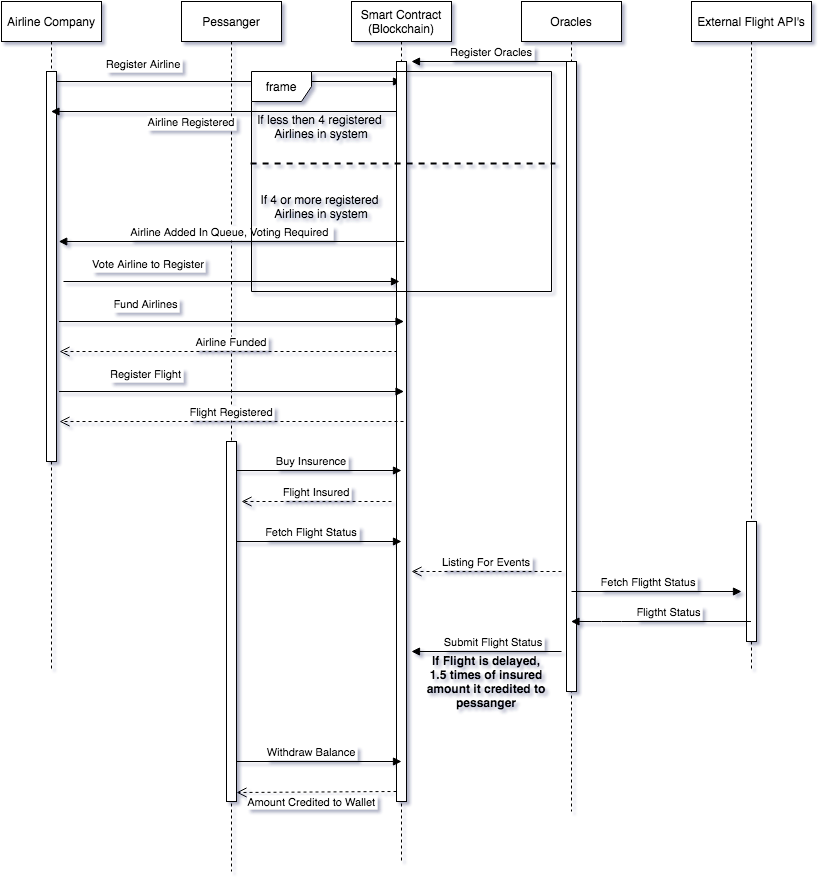 Airline Company
Pessanger
Smart Contract
(Blockchain)
Oracles
External Flight API's
Register Oracles
Register Airline
frame
Airline Registered
If less then 4 registered
Airlines in system
If 4 or more registered
Airlines in system
Airline Added In Queue, Voting Required
Vote Airline to Register
Fund Airlines
Airline Funded
Register Flight
Flight Registered
Buy Insurence
Flight Insured
Fetch Flight Status
Listing For Events
Fetch Fligtht Status
Fligtht Status
Submit Flight Status
If Flight is delayed,
1.5 times of insured
amount it credited to
pessanger
Withdraw Balance
Amount Credited to Wallet